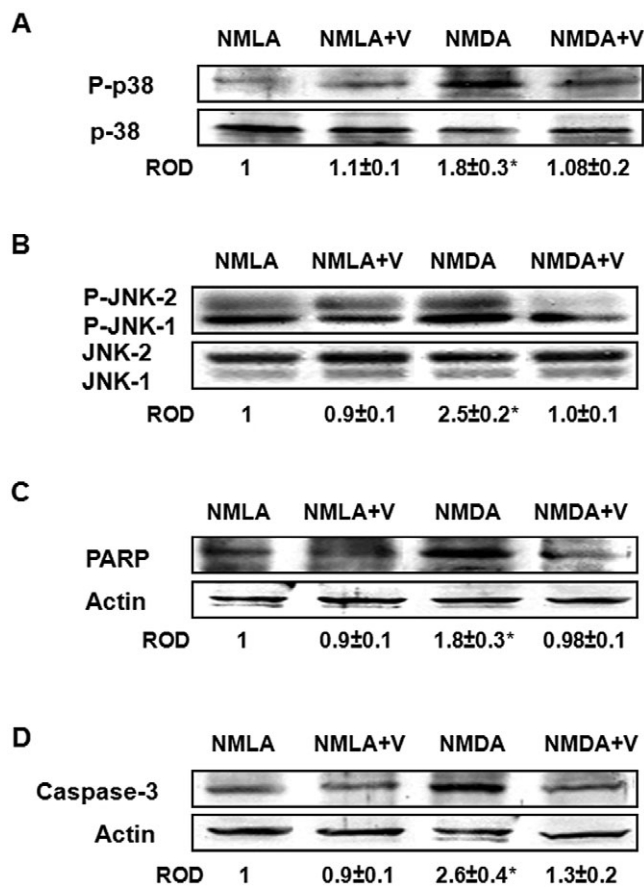 A
NMLA NMLA+V NMDA NMDA+V
P-p38
p-38
ROD 1 1.1±0.1 1.8±0.3* 1.08±0.2
B
NMLA NMLA+V NMDA NMDA+V
P-JNK-2
P-JNK-1
JNK-2
JNK-1
ROD 1 0.9±0.1 2.5±0.2* 1.0±0.1
C
NMLA NMLA+V NMDA NMDA+V
PARP
Actin
ROD 1 0.9±0.1 1.8±0.3* 0.98±0.1
D
NMLA NMLA+V NMDA NMDA+V
Caspase-3
Actin
ROD 1 0.9±0.1 2.6±0.4* 1.3±0.2